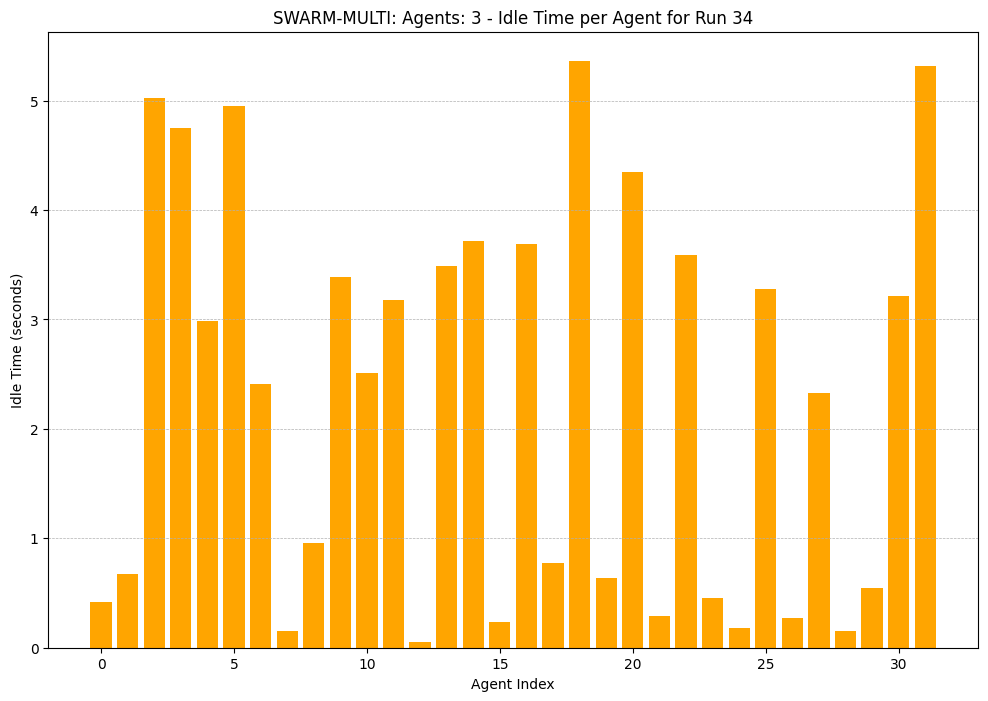 SWARM-MULTI: Agents: 3 - Idle Time per Agent for Run 34
Idle Time (seconds)
5
4
3
2
1
0
0 5 10 15 20 25 30
Agent Index